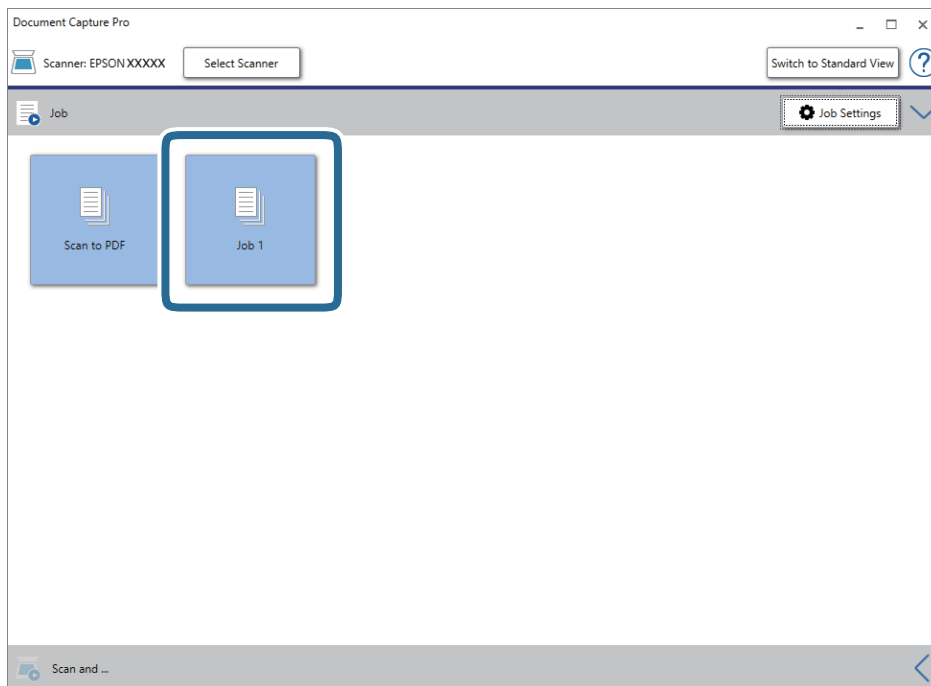 Document Capture Pro
Scanner: EPSON XXXXX Select Scanner Switch to Standard View ?
Job Job Settings
Scan to PDF Job 1
Scan and ...